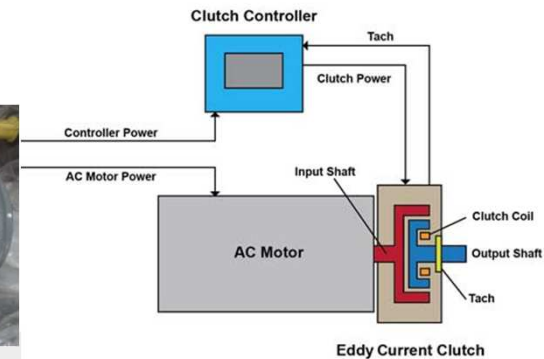 Clutch Controller
Tach
Clutch Power
Controller Power
AC Motor Power
Input Shaft
Clutch Coil
AC Motor
Output Shaft
Tach
Eddy Current Clutch